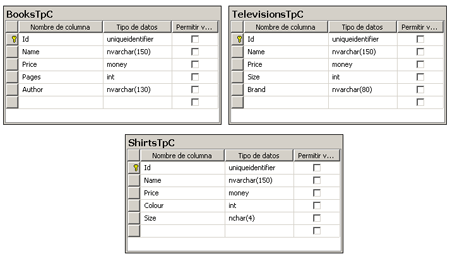 BooksTpC
Nombre de columna Tipo de datos Permitir v...
Id uniqueidentifier
Name nvarchar(150)
Price money
Pages int
Author nvarchar(130)
TelevisionsTpC
Nombre de columna Tipo de datos Permitir v...
Id uniqueidentifier
Name nvarchar(150)
Price money
Size int
Brand nvarchar(80)
ShirtsTpC
Nombre de columna Tipo de datos Permitir v...
Id uniqueidentifier
Name nvarchar(150)
Price money
Colour int
Size nchar(4)